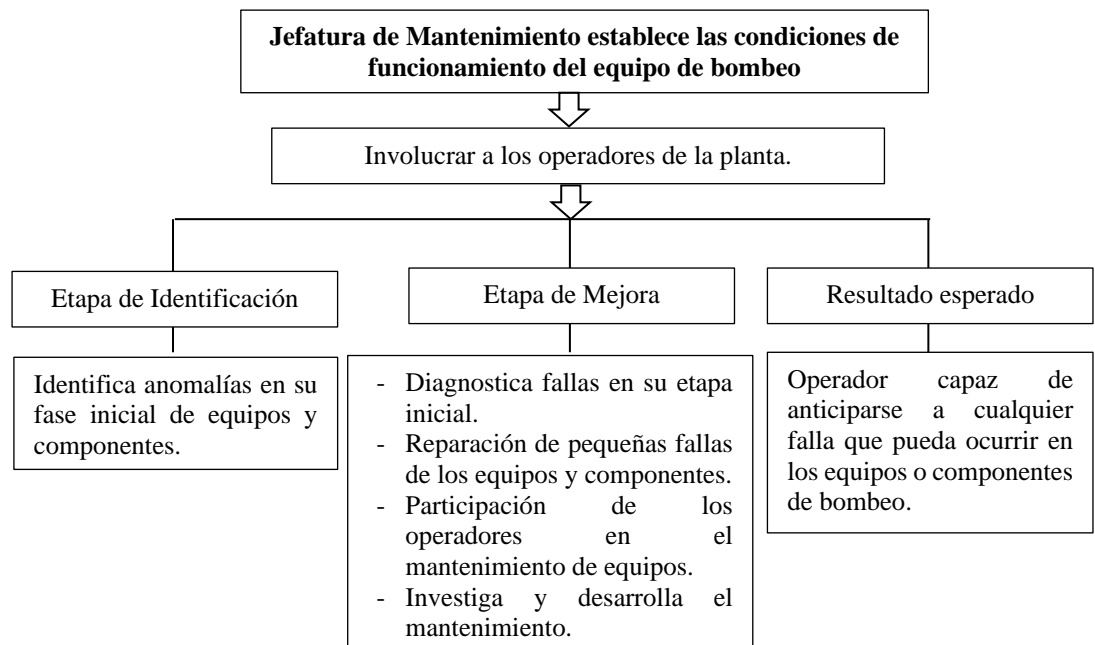 Jefatura de Mantenimiento establece las condiciones de
funcionamiento del equipo de bombeo
Involucrar a los operadores de la planta.
Etapa de Identificación
Identifica anomalías en su
fase inicial de equipos y
componentes.
Etapa de Mejora
- Diagnostica fallas en su etapa
inicial.
- Reparación de pequeñas fallas
de los equipos y componentes.
- Participación de los
operadores en el
mantenimiento de equipos.
- Investiga y desarrolla el
mantenimiento.
Resultado esperado
Operador capaz de
anticiparse a cualquier
falla que pueda ocurrir en
los equipos o componentes
de bombeo.